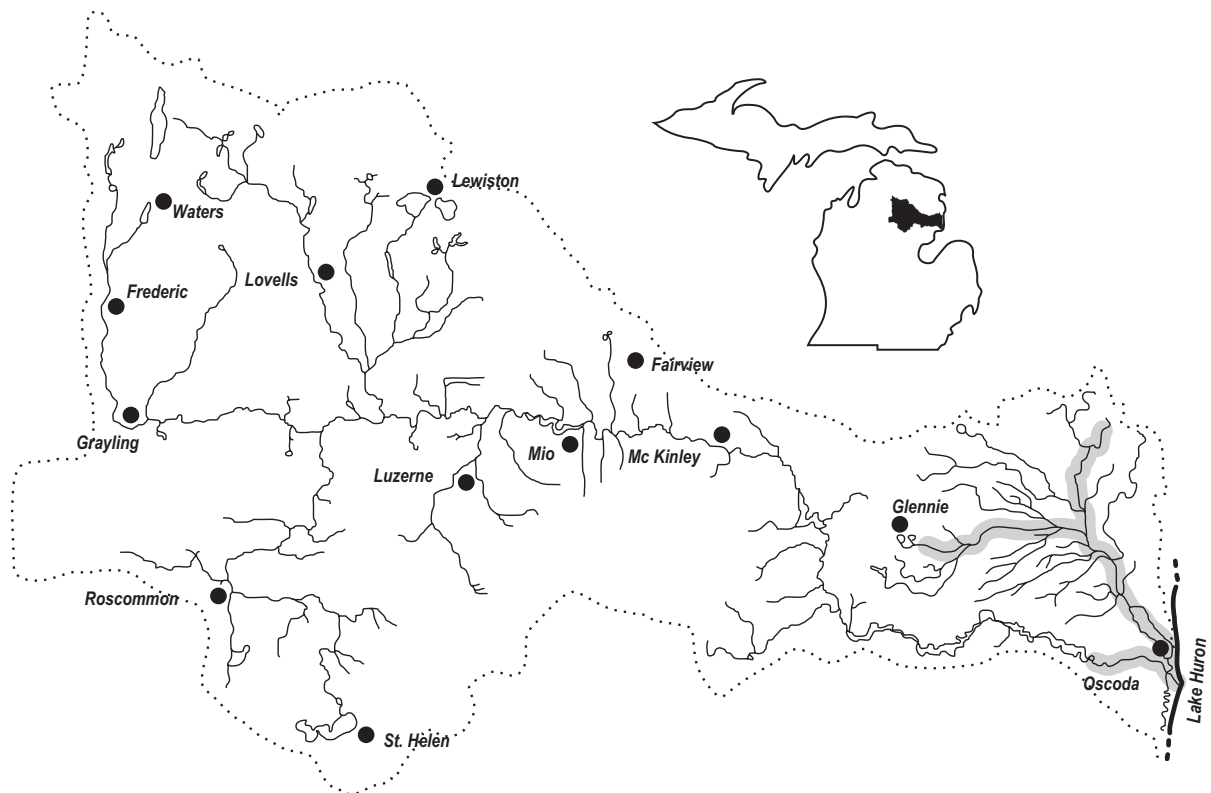 Lewiston
Waters
Lovells
Frederic
Fairview
Grayling
Mio
Mc Kinley
Luzerne
Glennie
Roscommon
Oscoda
Lake Huron
St. Helen